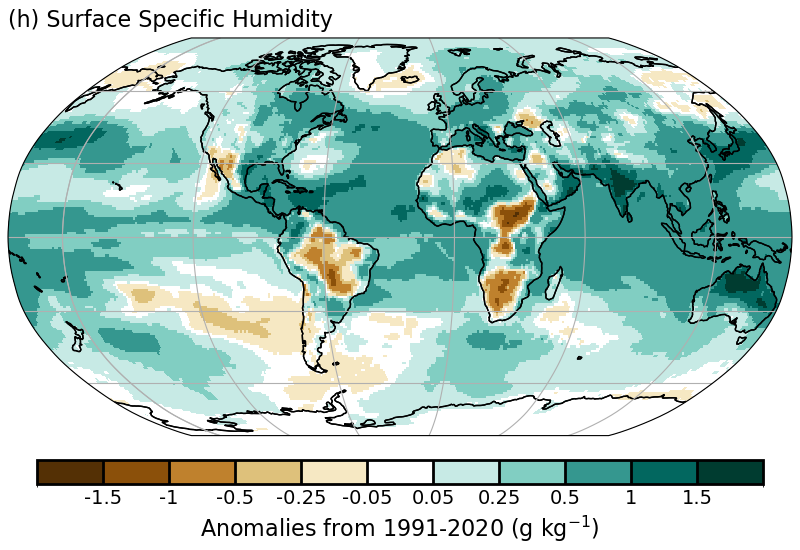 (h) Surface Specific Humidity
-1.5 -1 -0.5 -0.25 -0.05 0.05 0.25 0.5 1 1.5
Anomalies from 1991-2020 (g kg⁻¹)